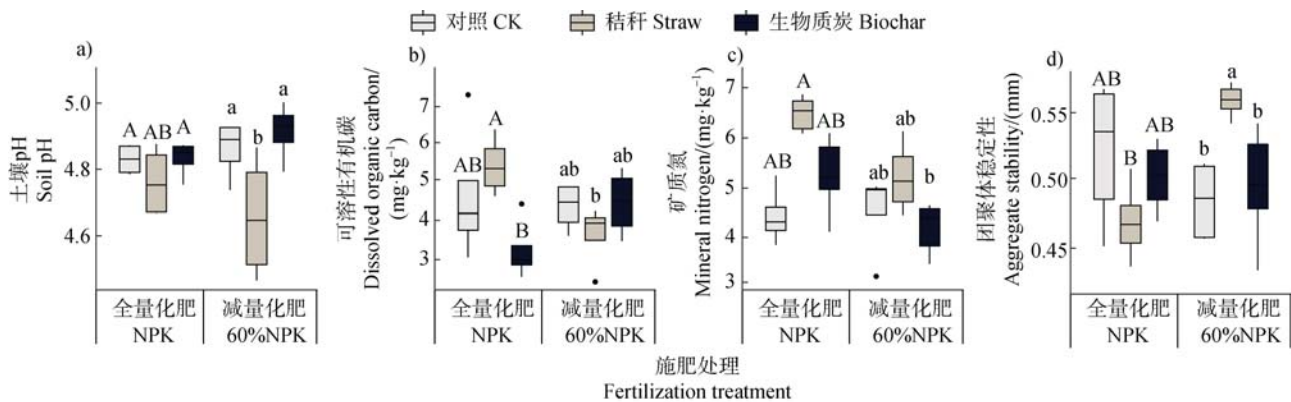 对照 CK 秸秆 Straw 生物质炭 Biochar
a)
土壤pH
Soil pH
5.0
4.8
4.6
A AB A
a b a
全量化肥 减量化肥
NPK 60%NPK
b)
可溶性有机碳/
Dissolved organic carbon/
(mg·kg⁻¹)
7
6
5
4
3
AB A B
ab b ab
全量化肥 减量化肥
NPK 60%NPK
c)
矿质氮
Mineral nitrogen/(mg·kg⁻¹)
7
6
5
4
3
AB A AB
ab ab b
全量化肥 减量化肥
NPK 60%NPK
d)
团聚体稳定性
Aggregate stability/(mm)
0.55
0.50
0.45
AB B AB
b a b
全量化肥 减量化肥
NPK 60%NPK
施肥处理
Fertilization treatment